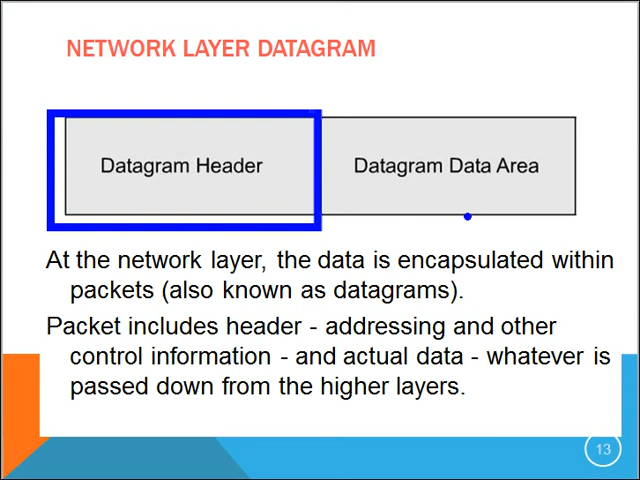 NETWORK LAYER DATAGRAM
Datagram Header
Datagram Data Area
At the network layer, the data is encapsulated within
packets (also known as datagrams).
Packet includes header - addressing and other
control information - and actual data - whatever is
passed down from the higher layers.
13